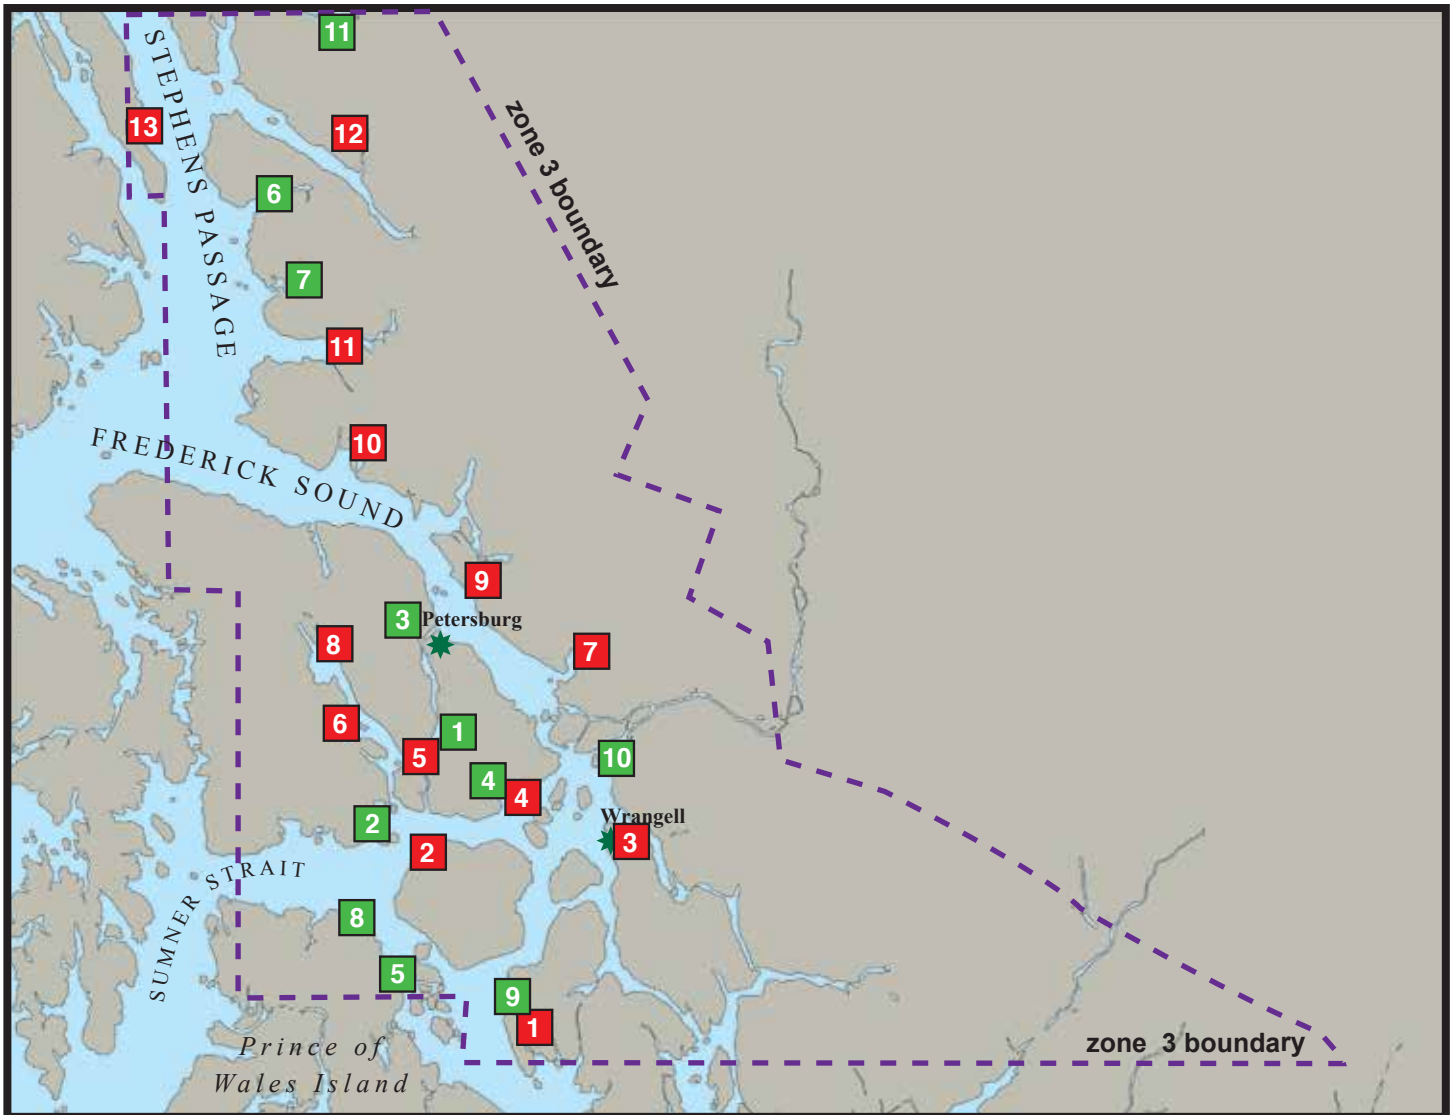 11
STEPHENS PASSAGE
13
12
zone 3 boundary
6
7
11
10
FREDERICK SOUND
9
3
Petersburg
8
7
6
1
5
10
4
4
Wrangell
2
3
2
SUMNER STRAIT
8
5
9
1
Prince of
Wales Island
zone 3 boundary